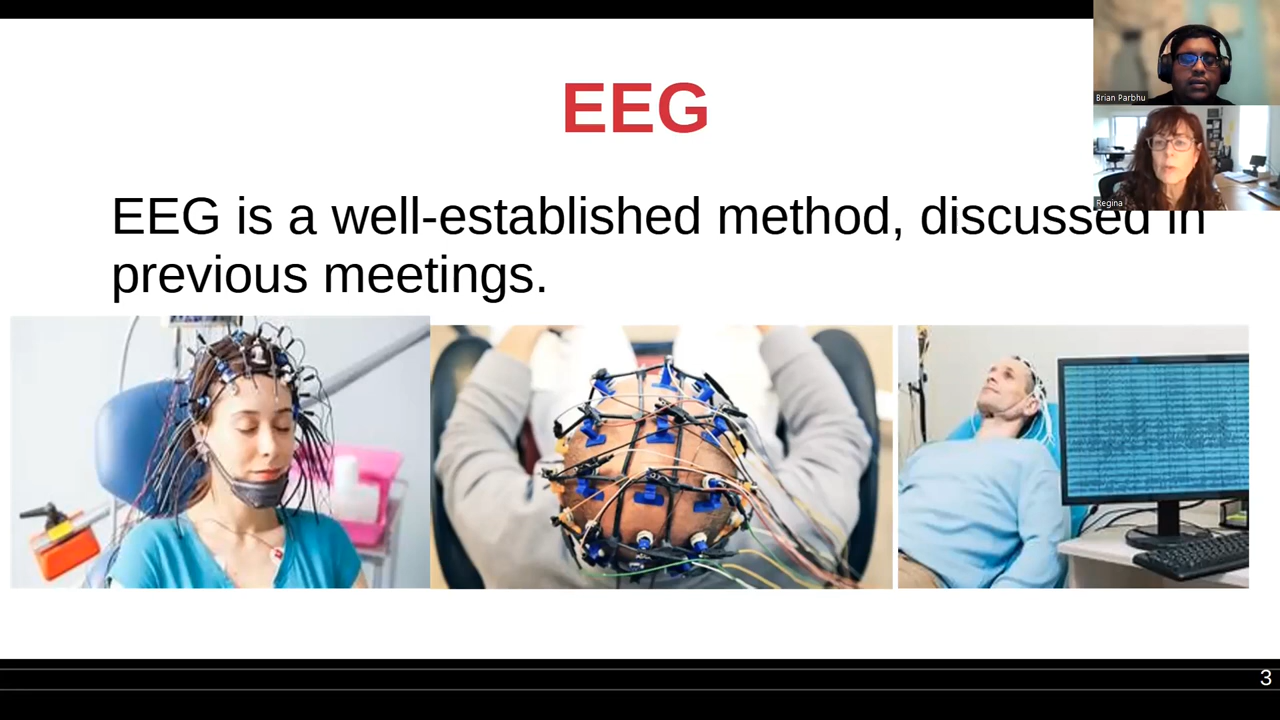 EEG
Brian Parbhu
Regina
EEG is a well-established method, discussed in
previous meetings.
3